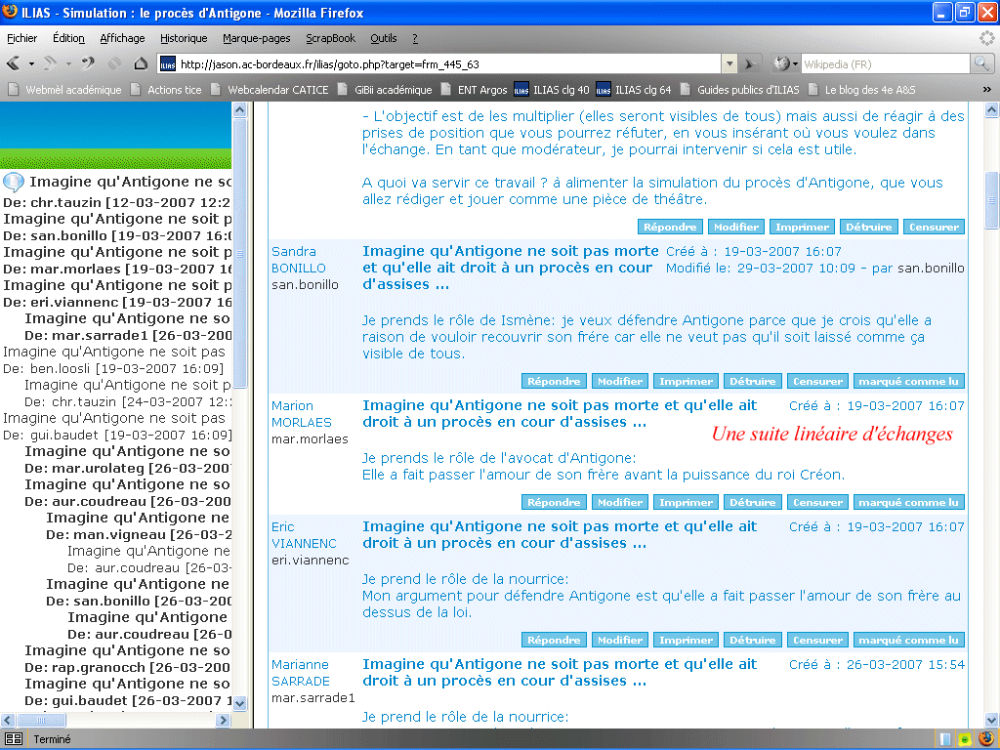 ILIAS - Simulation : le procès d'Antigone - Mozilla Firefox
Fichier Édition Affichage Historique Marque-pages ScrapBook Outils ?
ILIAS http://jason.ac-bordeaux.fr/ilias/goto.php?target=frm_445_63 Wikipedia (FR)
Webmèl académique Actions tice Webcalendar CATICE GiBii académique ENT Argos ILIAS clg 40 ILIAS clg 64 Guides publics d'ILIAS Le blog des 4e A&S »
Imagine qu'Antigone ne so
De: chr.tauzin [12-03-2007 12:2
Imagine qu'Antigone ne soit p
De: san.bonillo [19-03-2007 16:0
Imagine qu'Antigone ne soit p
De: mar.morlaes [19-03-2007 16
Imagine qu'Antigone ne soit p
De: eri.viannenc [19-03-2007 16
Imagine qu'Antigone ne so
De: mar.sarrade1 [26-03-200
Imagine qu'Antigone ne soit pas
De: ben.loosli [19-03-2007 16:09]
Imagine qu'Antigone ne soit p
De: chr.tauzin [24-03-2007 12:
Imagine qu'Antigone ne soit pas
De: gui.baudet [19-03-2007 16:09]
Imagine qu'Antigone ne so
De: mar.urolateg [26-03-200
Imagine qu'Antigone ne so
De: aur.coudreau [26-03-200
Imagine qu'Antigone ne
De: man.vigneau [26-03-2
Imagine qu'Antigone ne
De: aur.coudreau [26-03-
Imagine qu'Antigone ne so
De: san.bonillo [26-03-200
Imagine qu'Antigone
De: aur.coudreau [26-0
Imagine qu'Antigone ne so
De: rap.granocch [26-03-200
Imagine qu'Antigone ne so
De: gui.baudet [26-03-2007 1
- L'objectif est de les multiplier (elles seront visibles de tous) mais aussi de réagir à des
prises de position que vous pourrez réfuter, en vous insérant où vous voulez dans
l'échange. En tant que modérateur, je pourrai intervenir si cela est utile.
A quoi va servir ce travail ? à alimenter la simulation du procès d'Antigone, que vous
allez rédiger et jouer comme une pièce de théâtre.
Répondre Modifier Imprimer Détruire Censurer
Sandra
BONILLO
san.bonillo
Imagine qu'Antigone ne soit pas morte
et qu'elle ait droit à un procès en cour
d'assises ...
Créé à : 19-03-2007 16:07
Modifié le: 29-03-2007 10:09 - par san.bonillo
Je prends le rôle de Ismène: je veux défendre Antigone parce que je crois qu'elle a
raison de vouloir recouvrir son frére car elle ne veut pas qu'il soit laissé comme ça
visible de tous.
Répondre Modifier Imprimer Détruire Censurer marqué comme lu
Marion
MORLAES
mar.morlaes
Imagine qu'Antigone ne soit pas morte et qu'elle ait
droit à un procès en cour d'assises ...
Créé à : 19-03-2007 16:07
Une suite linéaire d'échanges
Je prends le rôle de l'avocat d'Antigone:
Elle a fait passer l'amour de son frère avant la puissance du roi Créon.
Répondre Modifier Imprimer Détruire Censurer marqué comme lu
Eric
VIANNENC
eri.viannenc
Imagine qu'Antigone ne soit pas morte et qu'elle ait
droit à un procès en cour d'assises ...
Créé à : 19-03-2007 16:07
Je prend le rôle de la nourrice:
Mon argument pour défendre Antigone est qu'elle a fait passer l'amour de son frère au
dessus de la loi.
Répondre Modifier Imprimer Détruire Censurer marqué comme lu
Marianne
SARRADE
mar.sarrade1
Imagine qu'Antigone ne soit pas morte et qu'elle ait
droit à un procès en cour d'assises ...
Créé à : 26-03-2007 15:54
Je prend le rôle de la nourrice:
Terminé